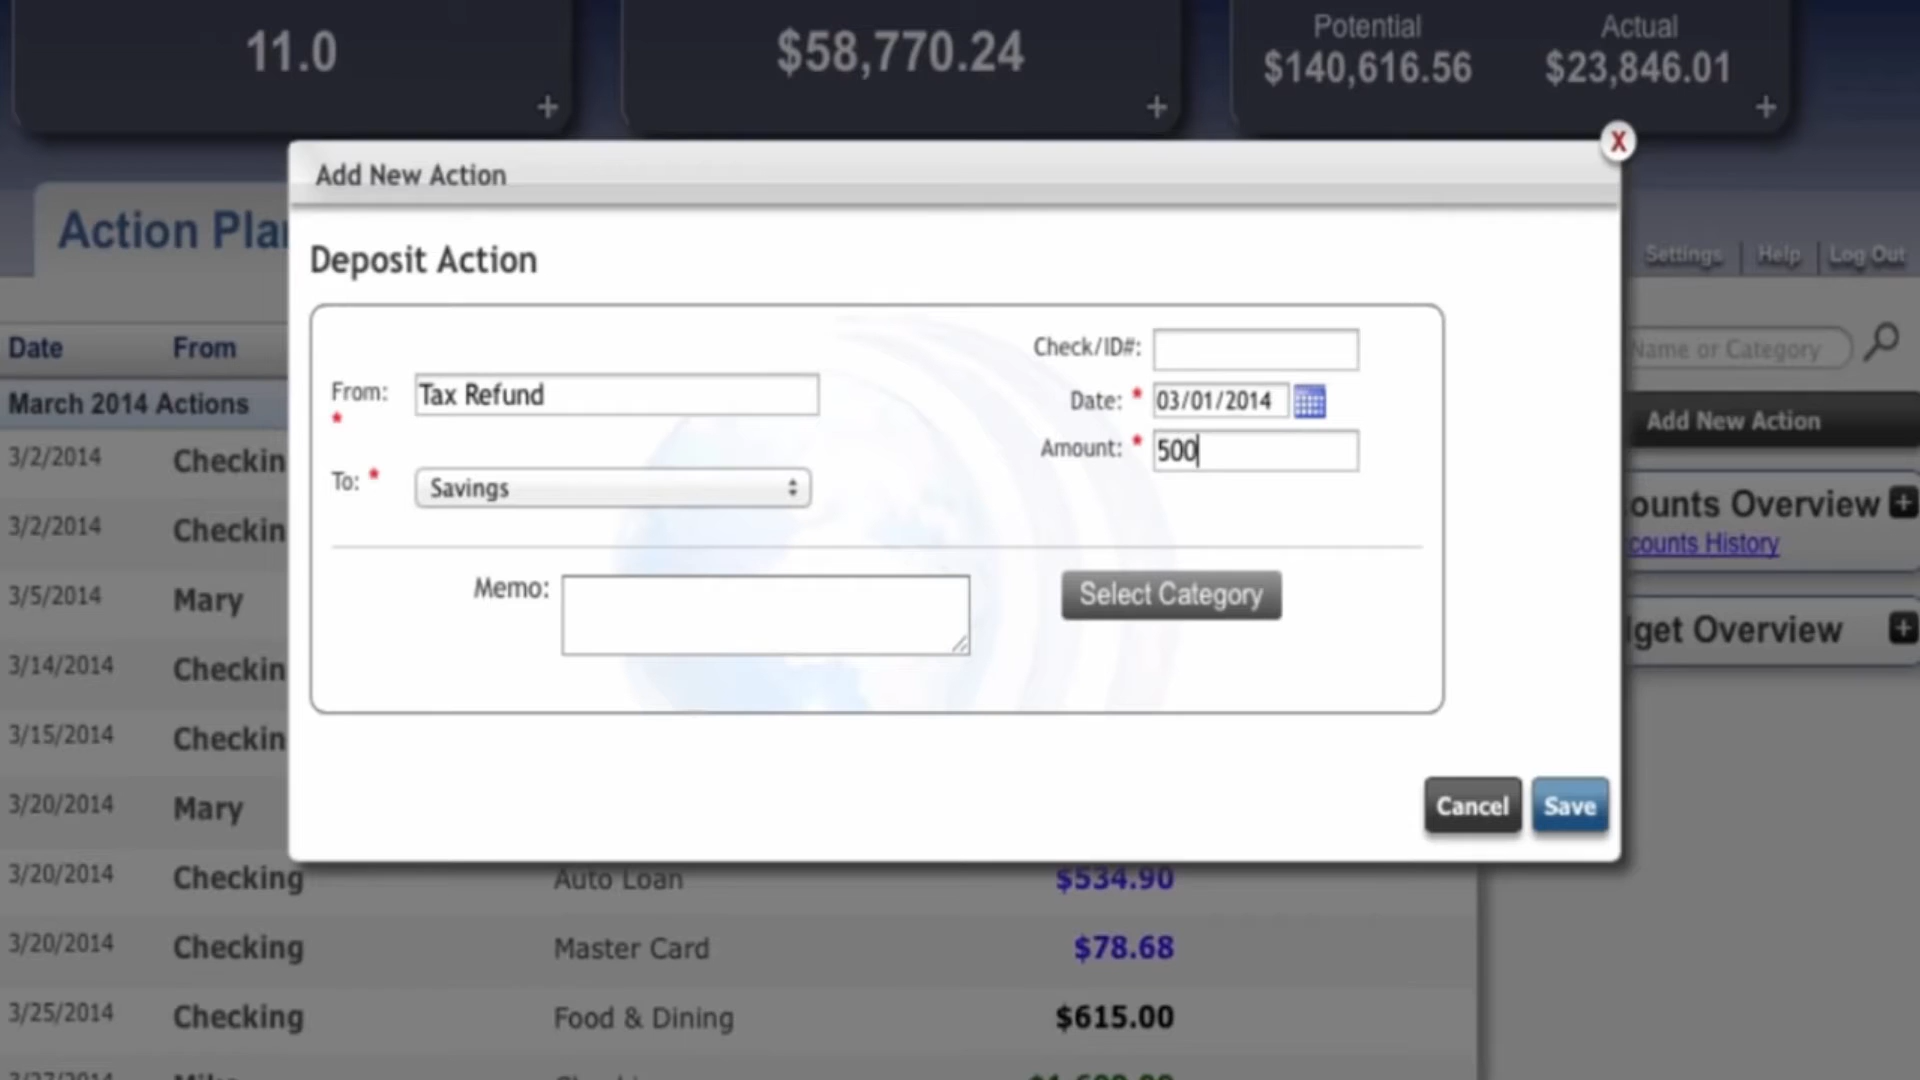 Potential Actual
11.0 $58,770.24 $140,616.56 $23,846.01
+ + +
X
Add New Action
Action Plan
Deposit Action
Settings Help Log Out
Check/ID#:
Date From
Name or Category
From: * Tax Refund
Date: * 03/01/2014
March 2014 Actions
Add New Action
Amount: * 500
3/2/2014 Checkin
To: * Savings
ounts Overview +
3/2/2014 Checkin
counts History
Memo:
Select Category
3/5/2014 Mary
get Overview +
3/14/2014 Checkin
3/15/2014 Checkin
3/20/2014 Mary
Cancel Save
3/20/2014 Checking Auto Loan $534.90
3/20/2014 Checking Master Card $78.68
3/25/2014 Checking Food & Dining $615.00